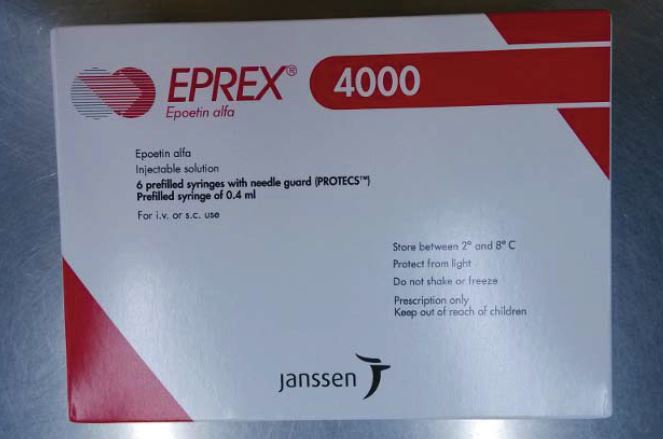 EPREX® 4000
Epoetin alfa
Epoetin alfa
Injectable solution
6 prefilled syringes with needle guard (PROTECS™)
Prefilled syringe of 0.4 ml
For i.v. or s.c. use
Store between 2° and 8° C
Protect from light
Do not shake or freeze
Prescription only
Keep out of reach of children
janssen